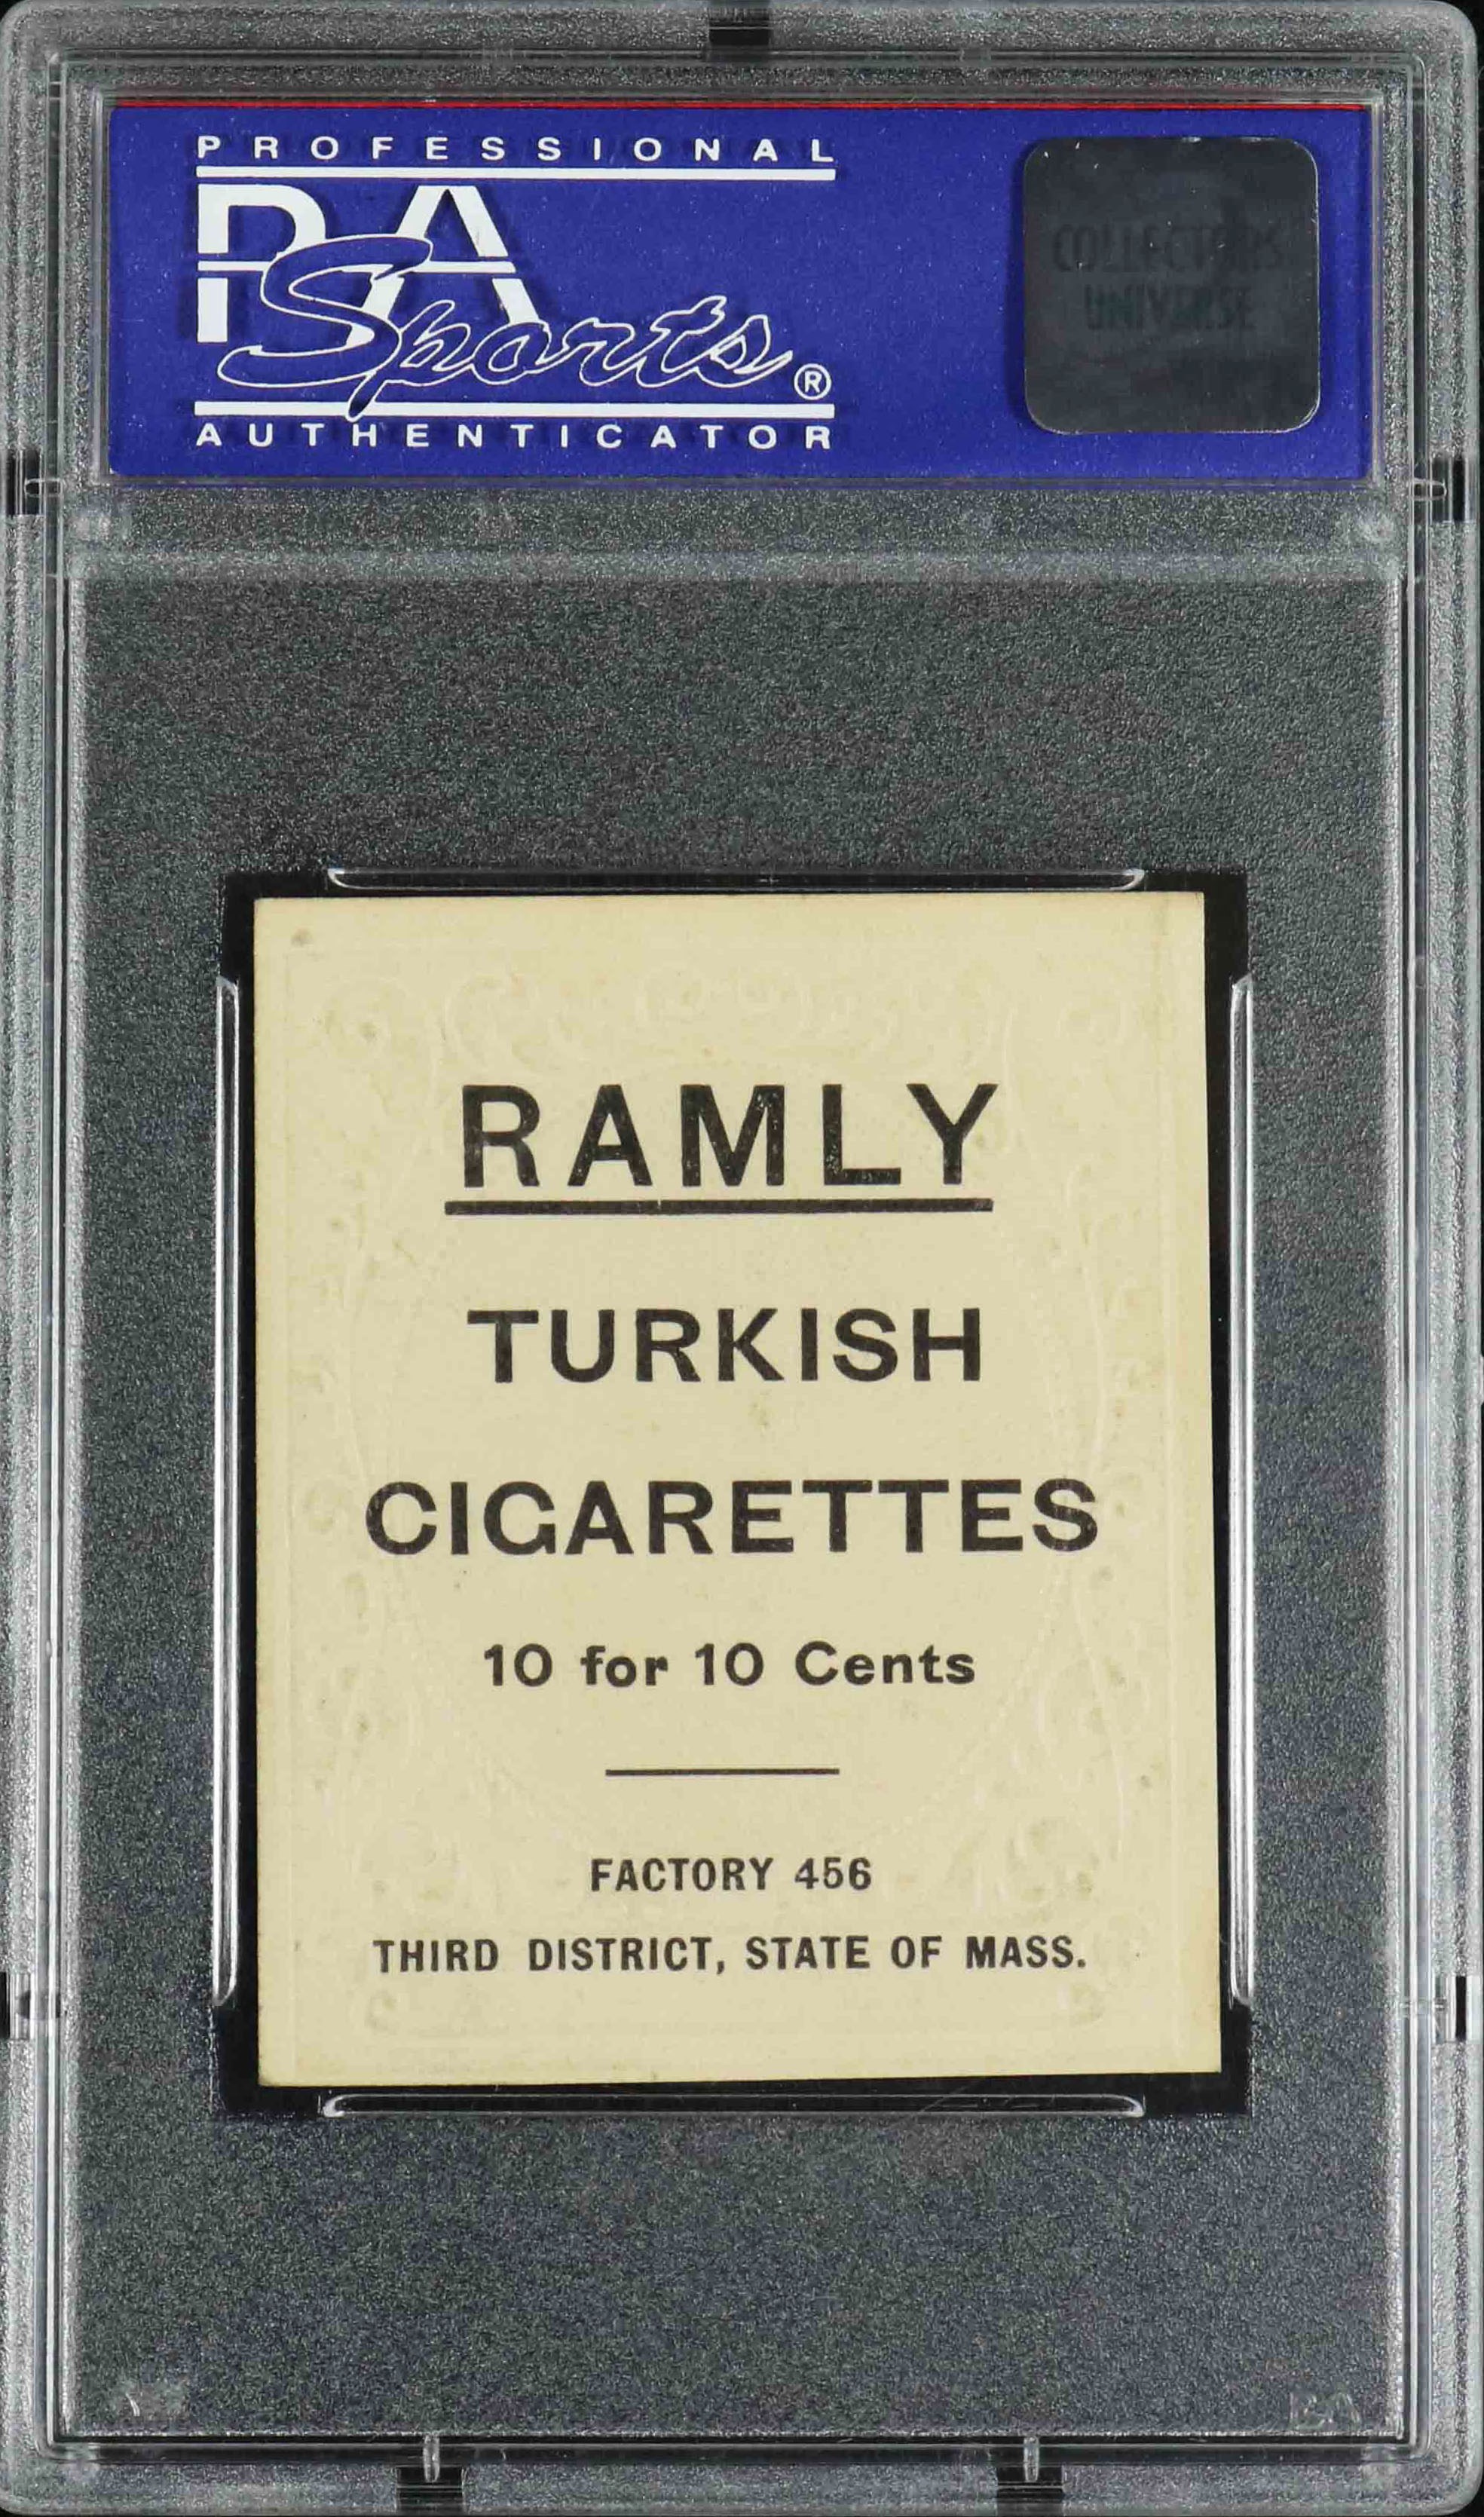 PROFESSIONAL
PSA
Sports®
AUTHENTICATOR
COLLECTORS
UNIVERSE
RAMLY
TURKISH
CIGARETTES
10 for 10 Cents
FACTORY 456
THIRD DISTRICT, STATE OF MASS.
PSA